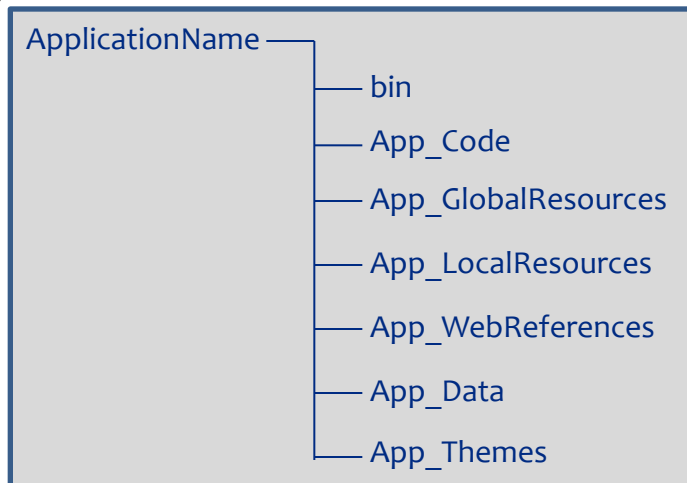 ApplicationName
bin
App_Code
App_GlobalResources
App_LocalResources
App_WebReferences
App_Data
App_Themes